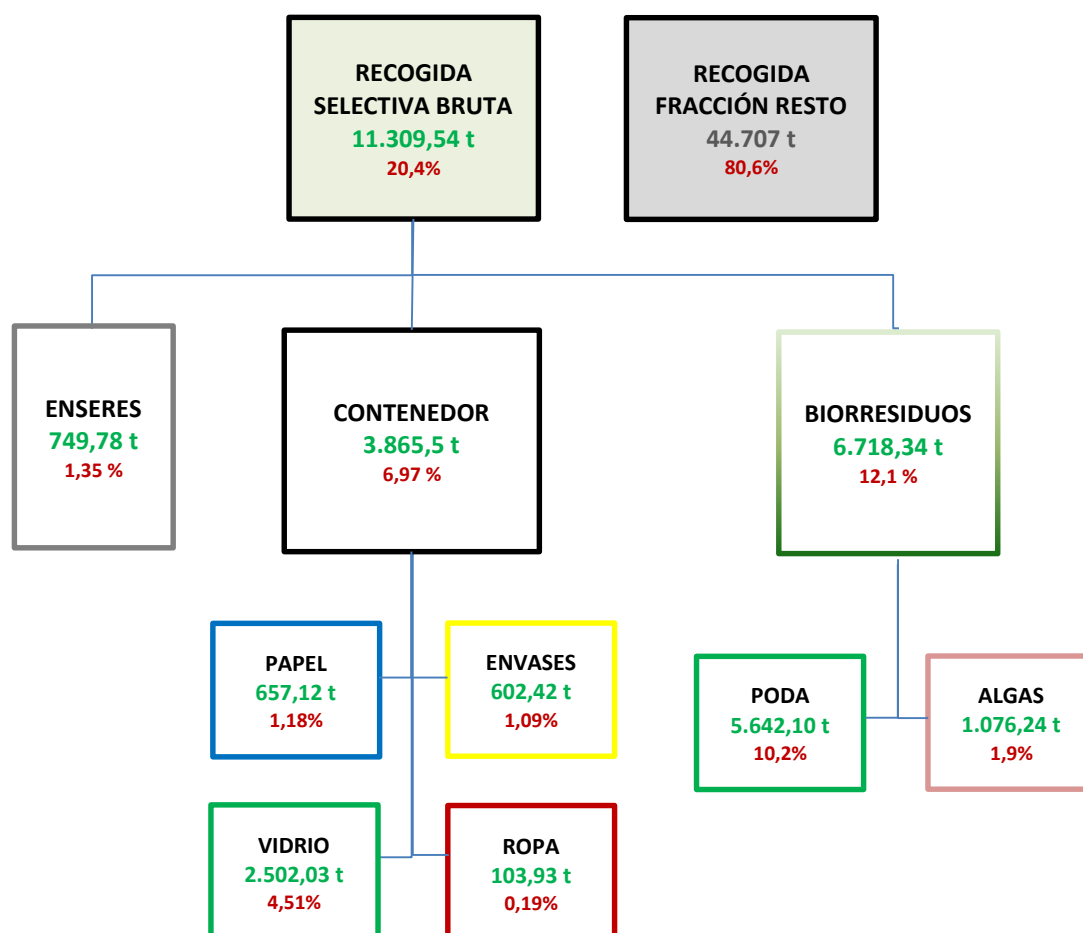 RECOGIDA
SELECTIVA BRUTA
11.309,54 t
20,4%
RECOGIDA
FRACCIÓN RESTO
44.707 t
80,6%
ENSERES
749,78 t
1,35 %
CONTENEDOR
3.865,5 t
6,97 %
BIORRESIDUOS
6.718,34 t
12,1 %
PAPEL
657,12 t
1,18%
ENVASES
602,42 t
1,09%
PODA
5.642,10 t
10,2%
ALGAS
1.076,24 t
1,9%
VIDRIO
2.502,03 t
4,51%
ROPA
103,93 t
0,19%